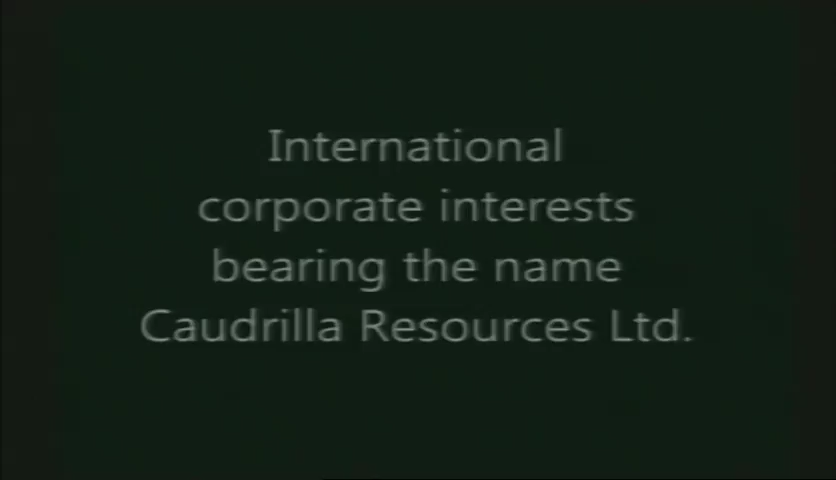 International
corporate interests
bearing the name
Caudrilla Resources Ltd.